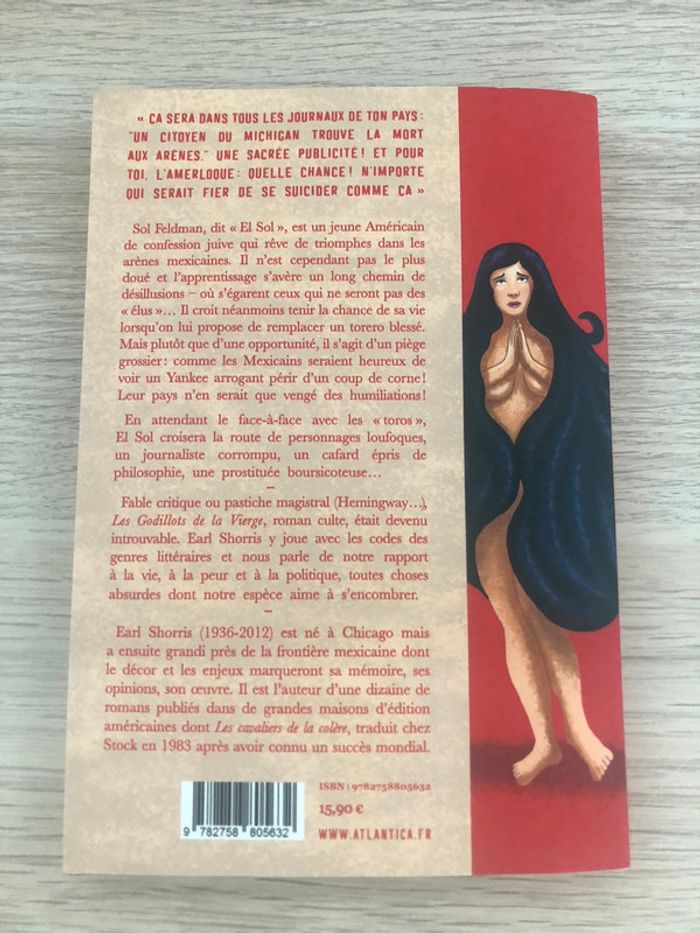 « ÇA SERA DANS TOUS LES JOURNAUX DE TON PAYS :
"UN CITOYEN DU MICHIGAN TROUVE LA MORT
AUX ARÈNES." UNE SACRÉE PUBLICITÉ! ET POUR
TOI, L'AMERLOQUE : QUELLE CHANCE! N'IMPORTE
QUI SERAIT FIER DE SE SUICIDER COMME ÇA »
Sol Feldman, dit « El Sol », est un jeune Américain
de confession juive qui rêve de triomphes dans les
arènes mexicaines. Il n'est cependant pas le plus
doué et l'apprentissage s'avère un long chemin de
désillusions – où s'égarent ceux qui ne seront pas des
« élus »… Il croit néanmoins tenir la chance de sa vie
lorsqu'on lui propose de remplacer un torero blessé.
Mais plutôt que d'une opportunité, il s'agit d'un piège
grossier : comme les Mexicains seraient heureux de
voir un Yankee arrogant périr d'un coup de corne!
Leur pays n'en serait que vengé des humiliations!
En attendant le face-à-face avec les « toros »,
El Sol croisera la route de personnages loufoques,
un journaliste corrompu, un cafard épris de
philosophie, une prostituée boursicoteuse…
–
Fable critique ou pastiche magistral (Hemingway…),
Les Godillots de la Vierge, roman culte, était devenu
introuvable. Earl Shorris y joue avec les codes des
genres littéraires et nous parle de notre rapport
à la vie, à la peur et à la politique, toutes choses
absurdes dont notre espèce aime à s'encombrer.
–
Earl Shorris (1936-2012) est né à Chicago mais
a ensuite grandi près de la frontière mexicaine dont
le décor et les enjeux marqueront sa mémoire, ses
opinions, son œuvre. Il est l'auteur d'une dizaine de
romans publiés dans de grandes maisons d'édition
américaines dont Les cavaliers de la colère, traduit chez
Stock en 1983 après avoir connu un succès mondial.
ISBN : 9782758805632
15,90 €
9 782758 805632
WWW.ATLANTICA.FR